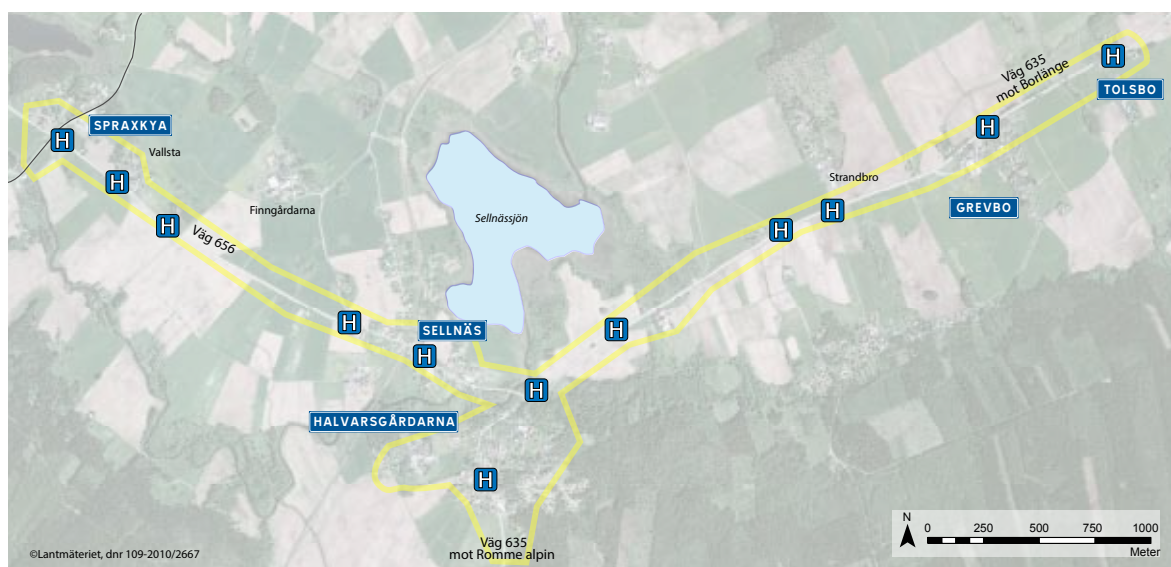 Väg 635
mot Borlänge
H
TOLSBO
H
SPRAXKYA
H
Vallsta
H
Strandbro
GREVBO
Finngårdarna
H
H
H
Sellnässjön
Väg 656
H
H
SELLNÄS
H
H
HALVARSGÅRDARNA
H
Väg 635
mot Romme alpin
©Lantmäteriet, dnr 109-2010/2667
N
0 250 500 750 1000
Meter